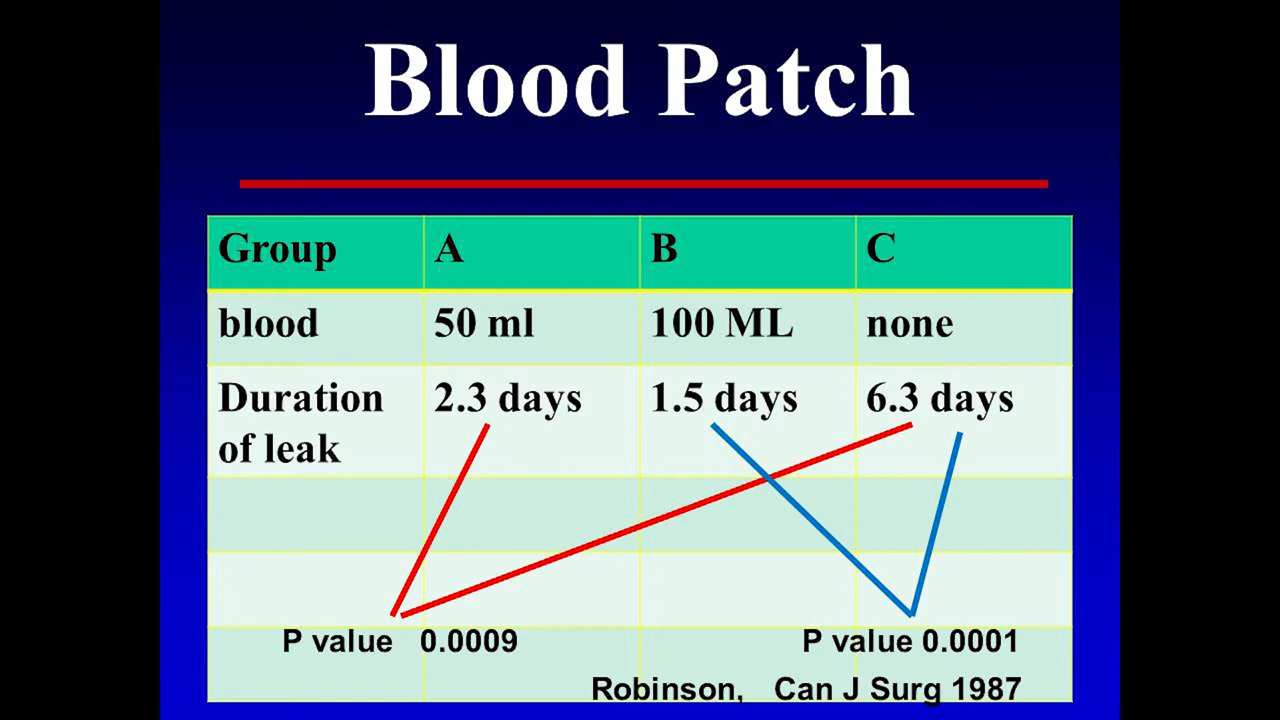 Blood Patch
Group A B C
blood 50 ml 100 ML none
Duration 2.3 days 1.5 days 6.3 days
of leak
P value 0.0009 P value 0.0001
Robinson, Can J Surg 1987